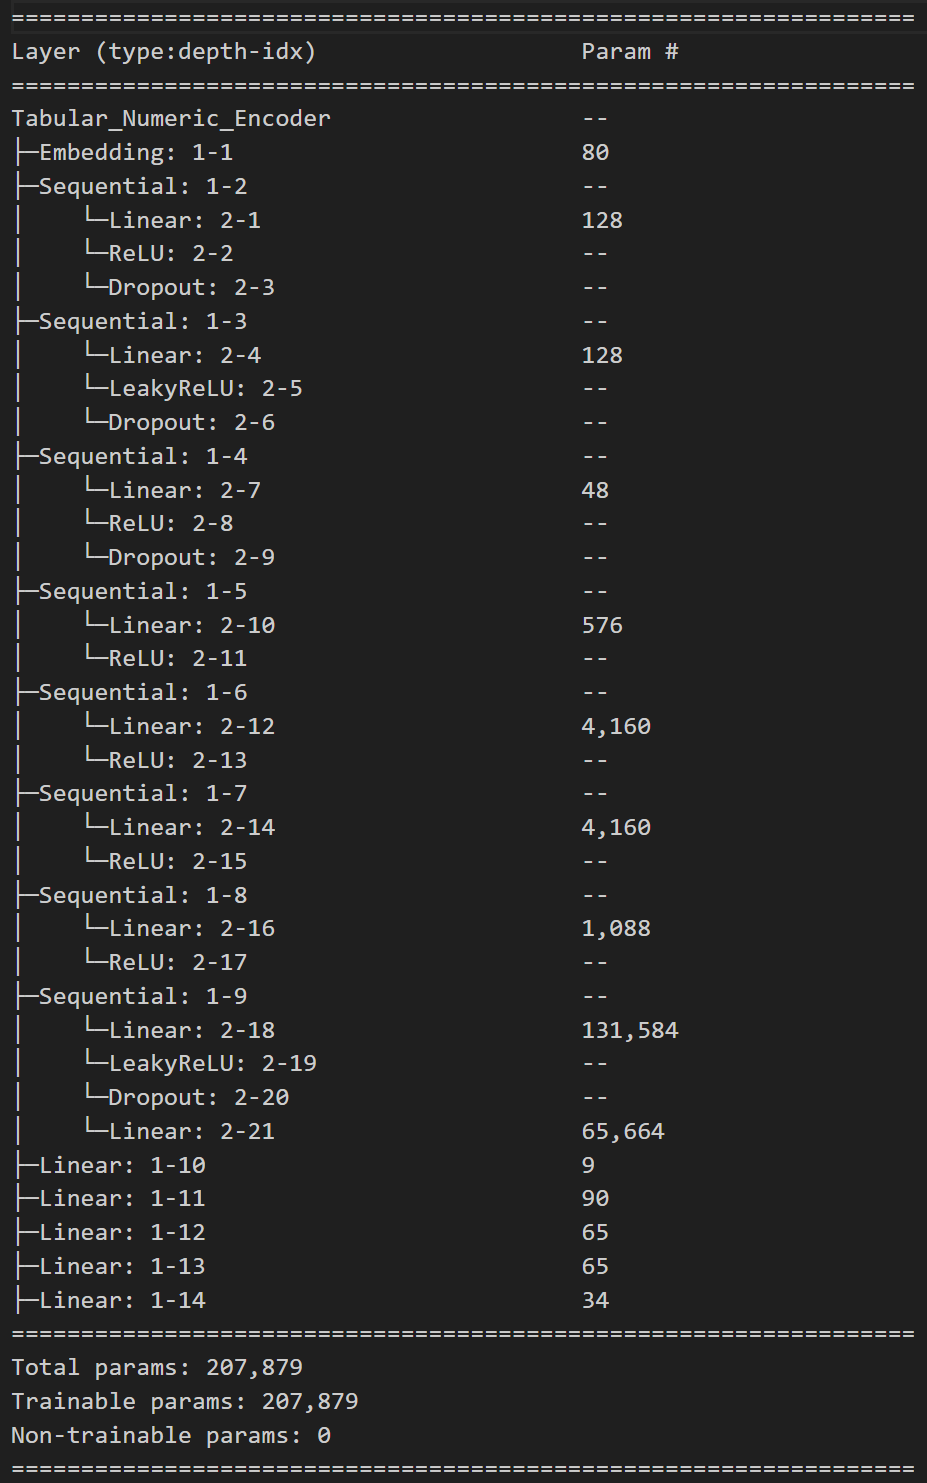 =================================================================
Layer (type:depth-idx)                   Param #
=================================================================
Tabular_Numeric_Encoder                  --
├─Embedding: 1-1                         80
├─Sequential: 1-2                        --
│    └─Linear: 2-1                       128
│    └─ReLU: 2-2                         --
│    └─Dropout: 2-3                      --
├─Sequential: 1-3                        --
│    └─Linear: 2-4                       128
│    └─LeakyReLU: 2-5                    --
│    └─Dropout: 2-6                      --
├─Sequential: 1-4                        --
│    └─Linear: 2-7                       48
│    └─ReLU: 2-8                         --
│    └─Dropout: 2-9                      --
├─Sequential: 1-5                        --
│    └─Linear: 2-10                      576
│    └─ReLU: 2-11                        --
├─Sequential: 1-6                        --
│    └─Linear: 2-12                      4,160
│    └─ReLU: 2-13                        --
├─Sequential: 1-7                        --
│    └─Linear: 2-14                      4,160
│    └─ReLU: 2-15                        --
├─Sequential: 1-8                        --
│    └─Linear: 2-16                      1,088
│    └─ReLU: 2-17                        --
├─Sequential: 1-9                        --
│    └─Linear: 2-18                      131,584
│    └─LeakyReLU: 2-19                   --
│    └─Dropout: 2-20                     --
│    └─Linear: 2-21                      65,664
├─Linear: 1-10                           9
├─Linear: 1-11                           90
├─Linear: 1-12                           65
├─Linear: 1-13                           65
├─Linear: 1-14                           34
=================================================================
Total params: 207,879
Trainable params: 207,879
Non-trainable params: 0
=================================================================